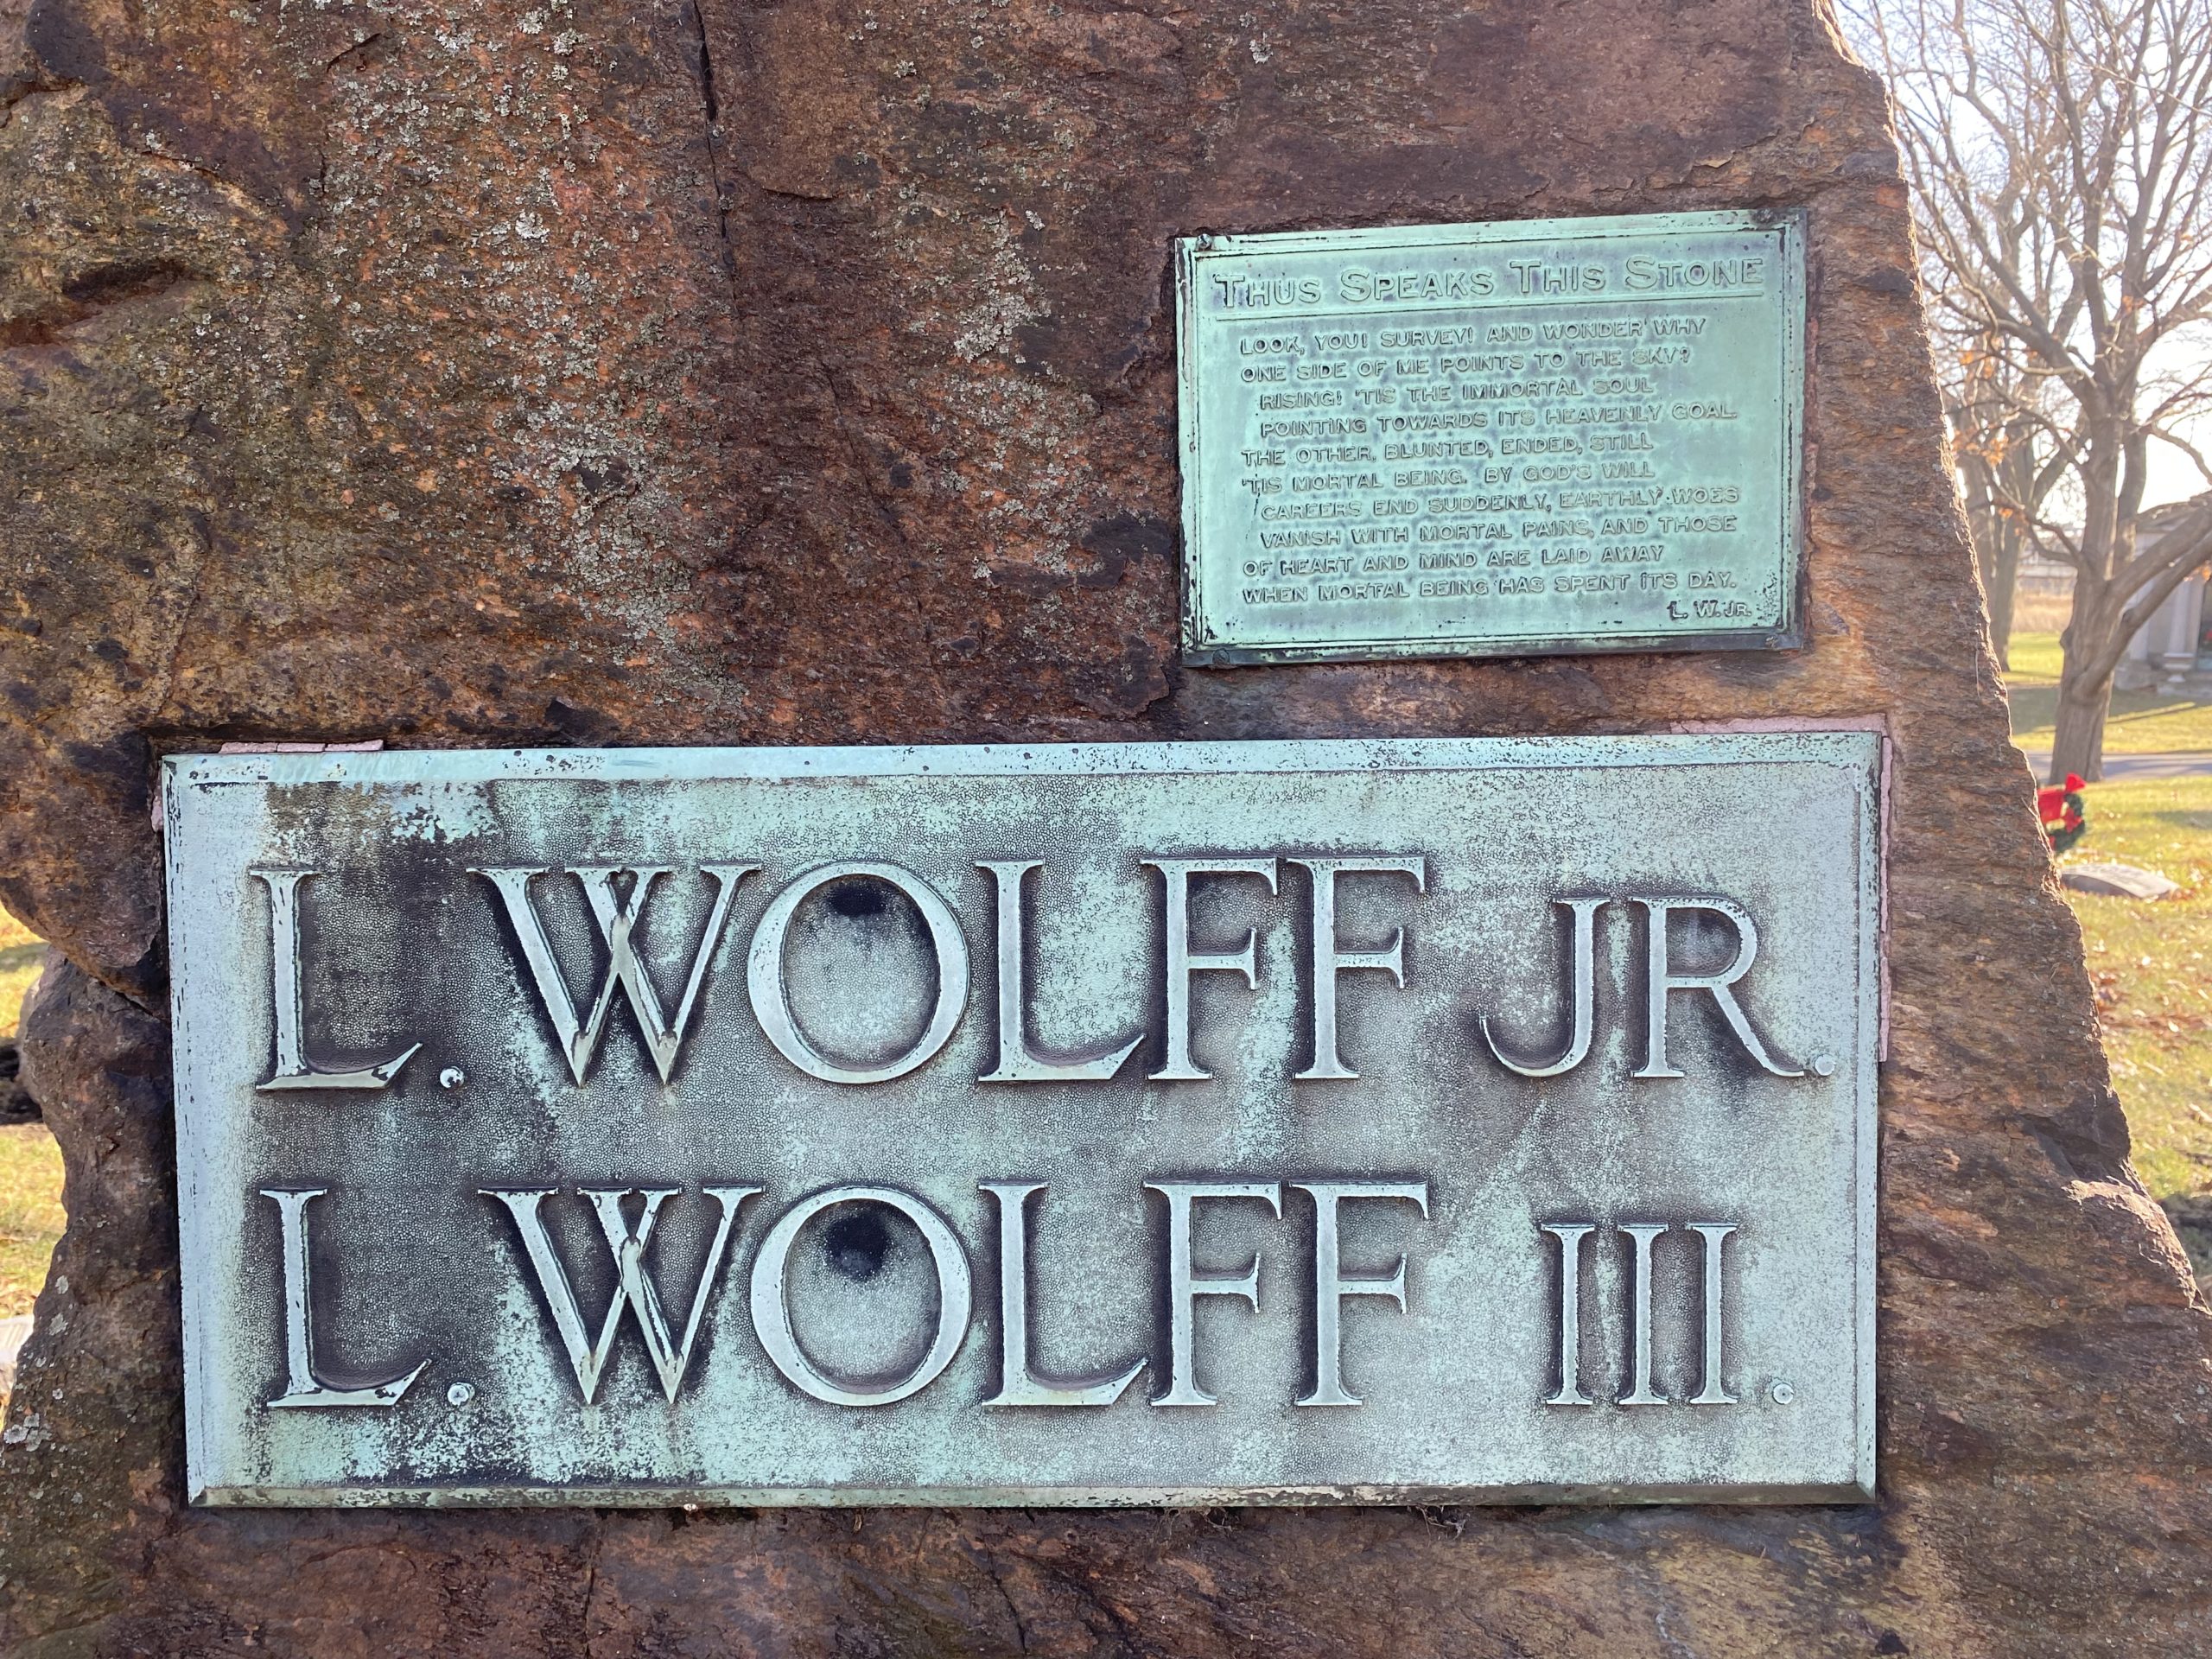 THUS SPEAKS THIS STONE
LOOK, YOU! SURVEY! AND WONDER WHY
ONE SIDE OF ME POINTS TO THE SKY?
RISING! 'TIS THE IMMORTAL SOUL
POINTING TOWARDS ITS HEAVENLY GOAL
THE OTHER, BLUNTED, ENDED, STILL
'TIS MORTAL BEING. BY GOD'S WILL
CAREERS END SUDDENLY, EARTHLY WOES
VANISH WITH MORTAL PAINS, AND THOSE
OF HEART AND MIND ARE LAID AWAY
WHEN MORTAL BEING HAS SPENT ITS DAY.
L. W. JR.
L. WOLFF JR.
L. WOLFF III.